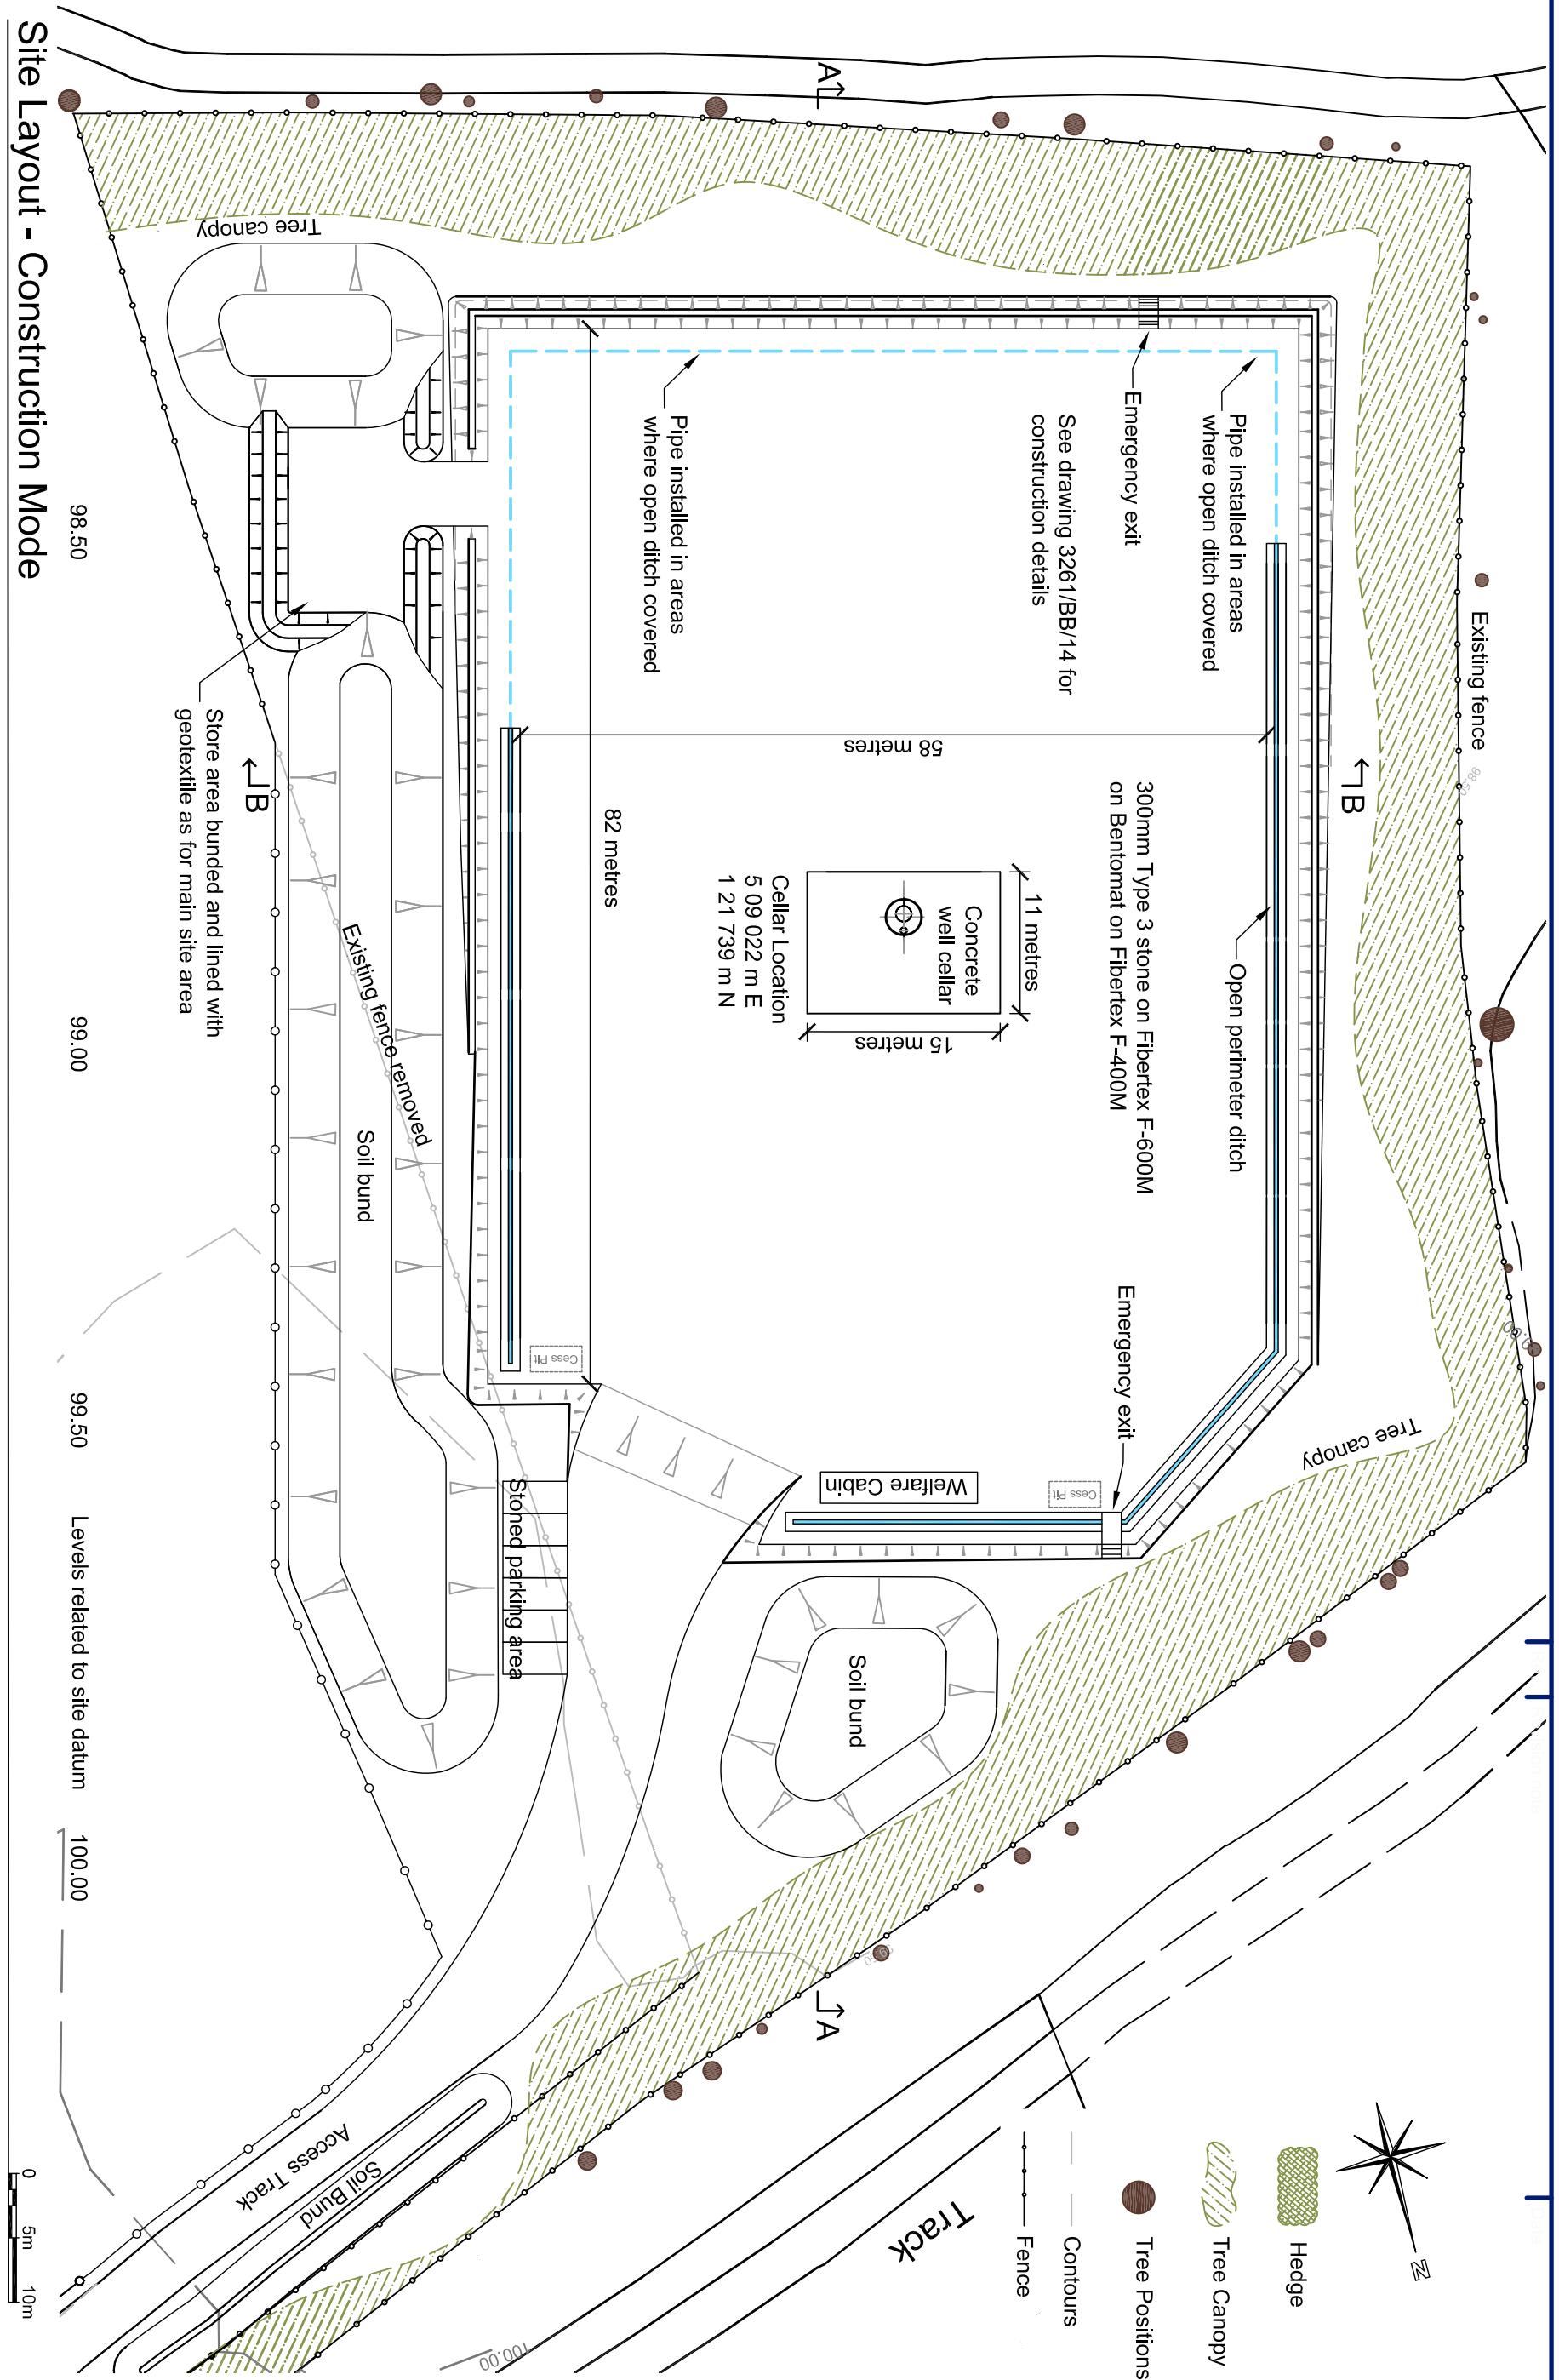 Site Layout - Construction Mode
A
A
B
B
Tree canopy
Tree canopy
Emergency exit
Emergency exit
See drawing 3261/BB/14 for
construction details
Pipe installed in areas
where open ditch covered
Pipe installed in areas
where open ditch covered
Existing fence
98.50
58 metres
82 metres
300mm Type 3 stone on Fibertex F-600M
on Bentomat on Fibertex F-400M
Open perimeter ditch
11 metres
15 metres
Concrete
well cellar
Cellar Location
5 09 022 m E
1 21 739 m N
Store area bunded and lined with
geotextile as for main site area
Existing fence removed
Soil bund
Cess Pit
Cess Pit
Welfare Cabin
Stoned parking area
Soil bund
98.50
99.00
99.50
Levels related to site datum
100.00
100.00
Access Track
Soil Bund
Track
N
Hedge
Tree Canopy
Tree Positions
Contours
Fence
0
5m
10m